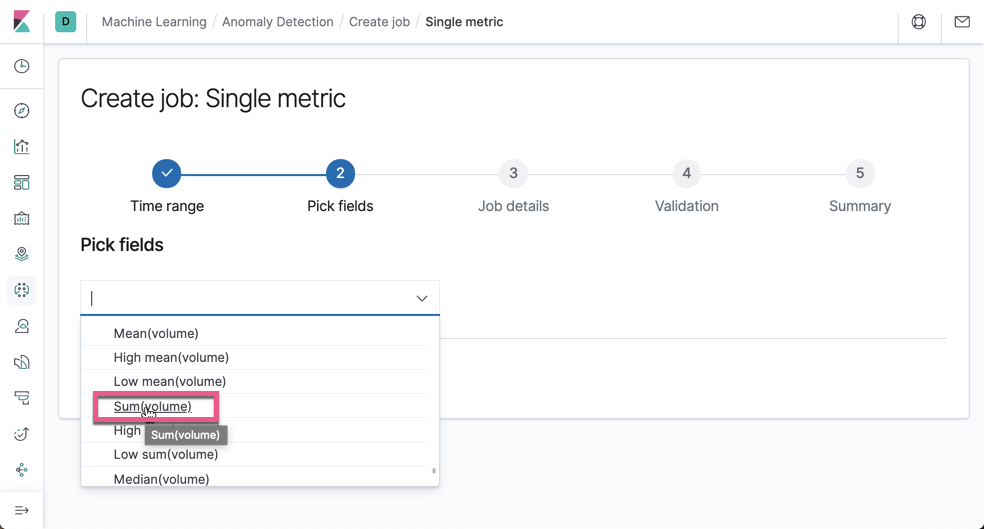 D Machine Learning / Anomaly Detection / Create job / Single metric
Create job: Single metric
2 3 4 5
Time range Pick fields Job details Validation Summary
Pick fields
Mean(volume)
High mean(volume)
Low mean(volume)
Sum(volume)
High
Sum(volume)
Low sum(volume)
Median(volume)